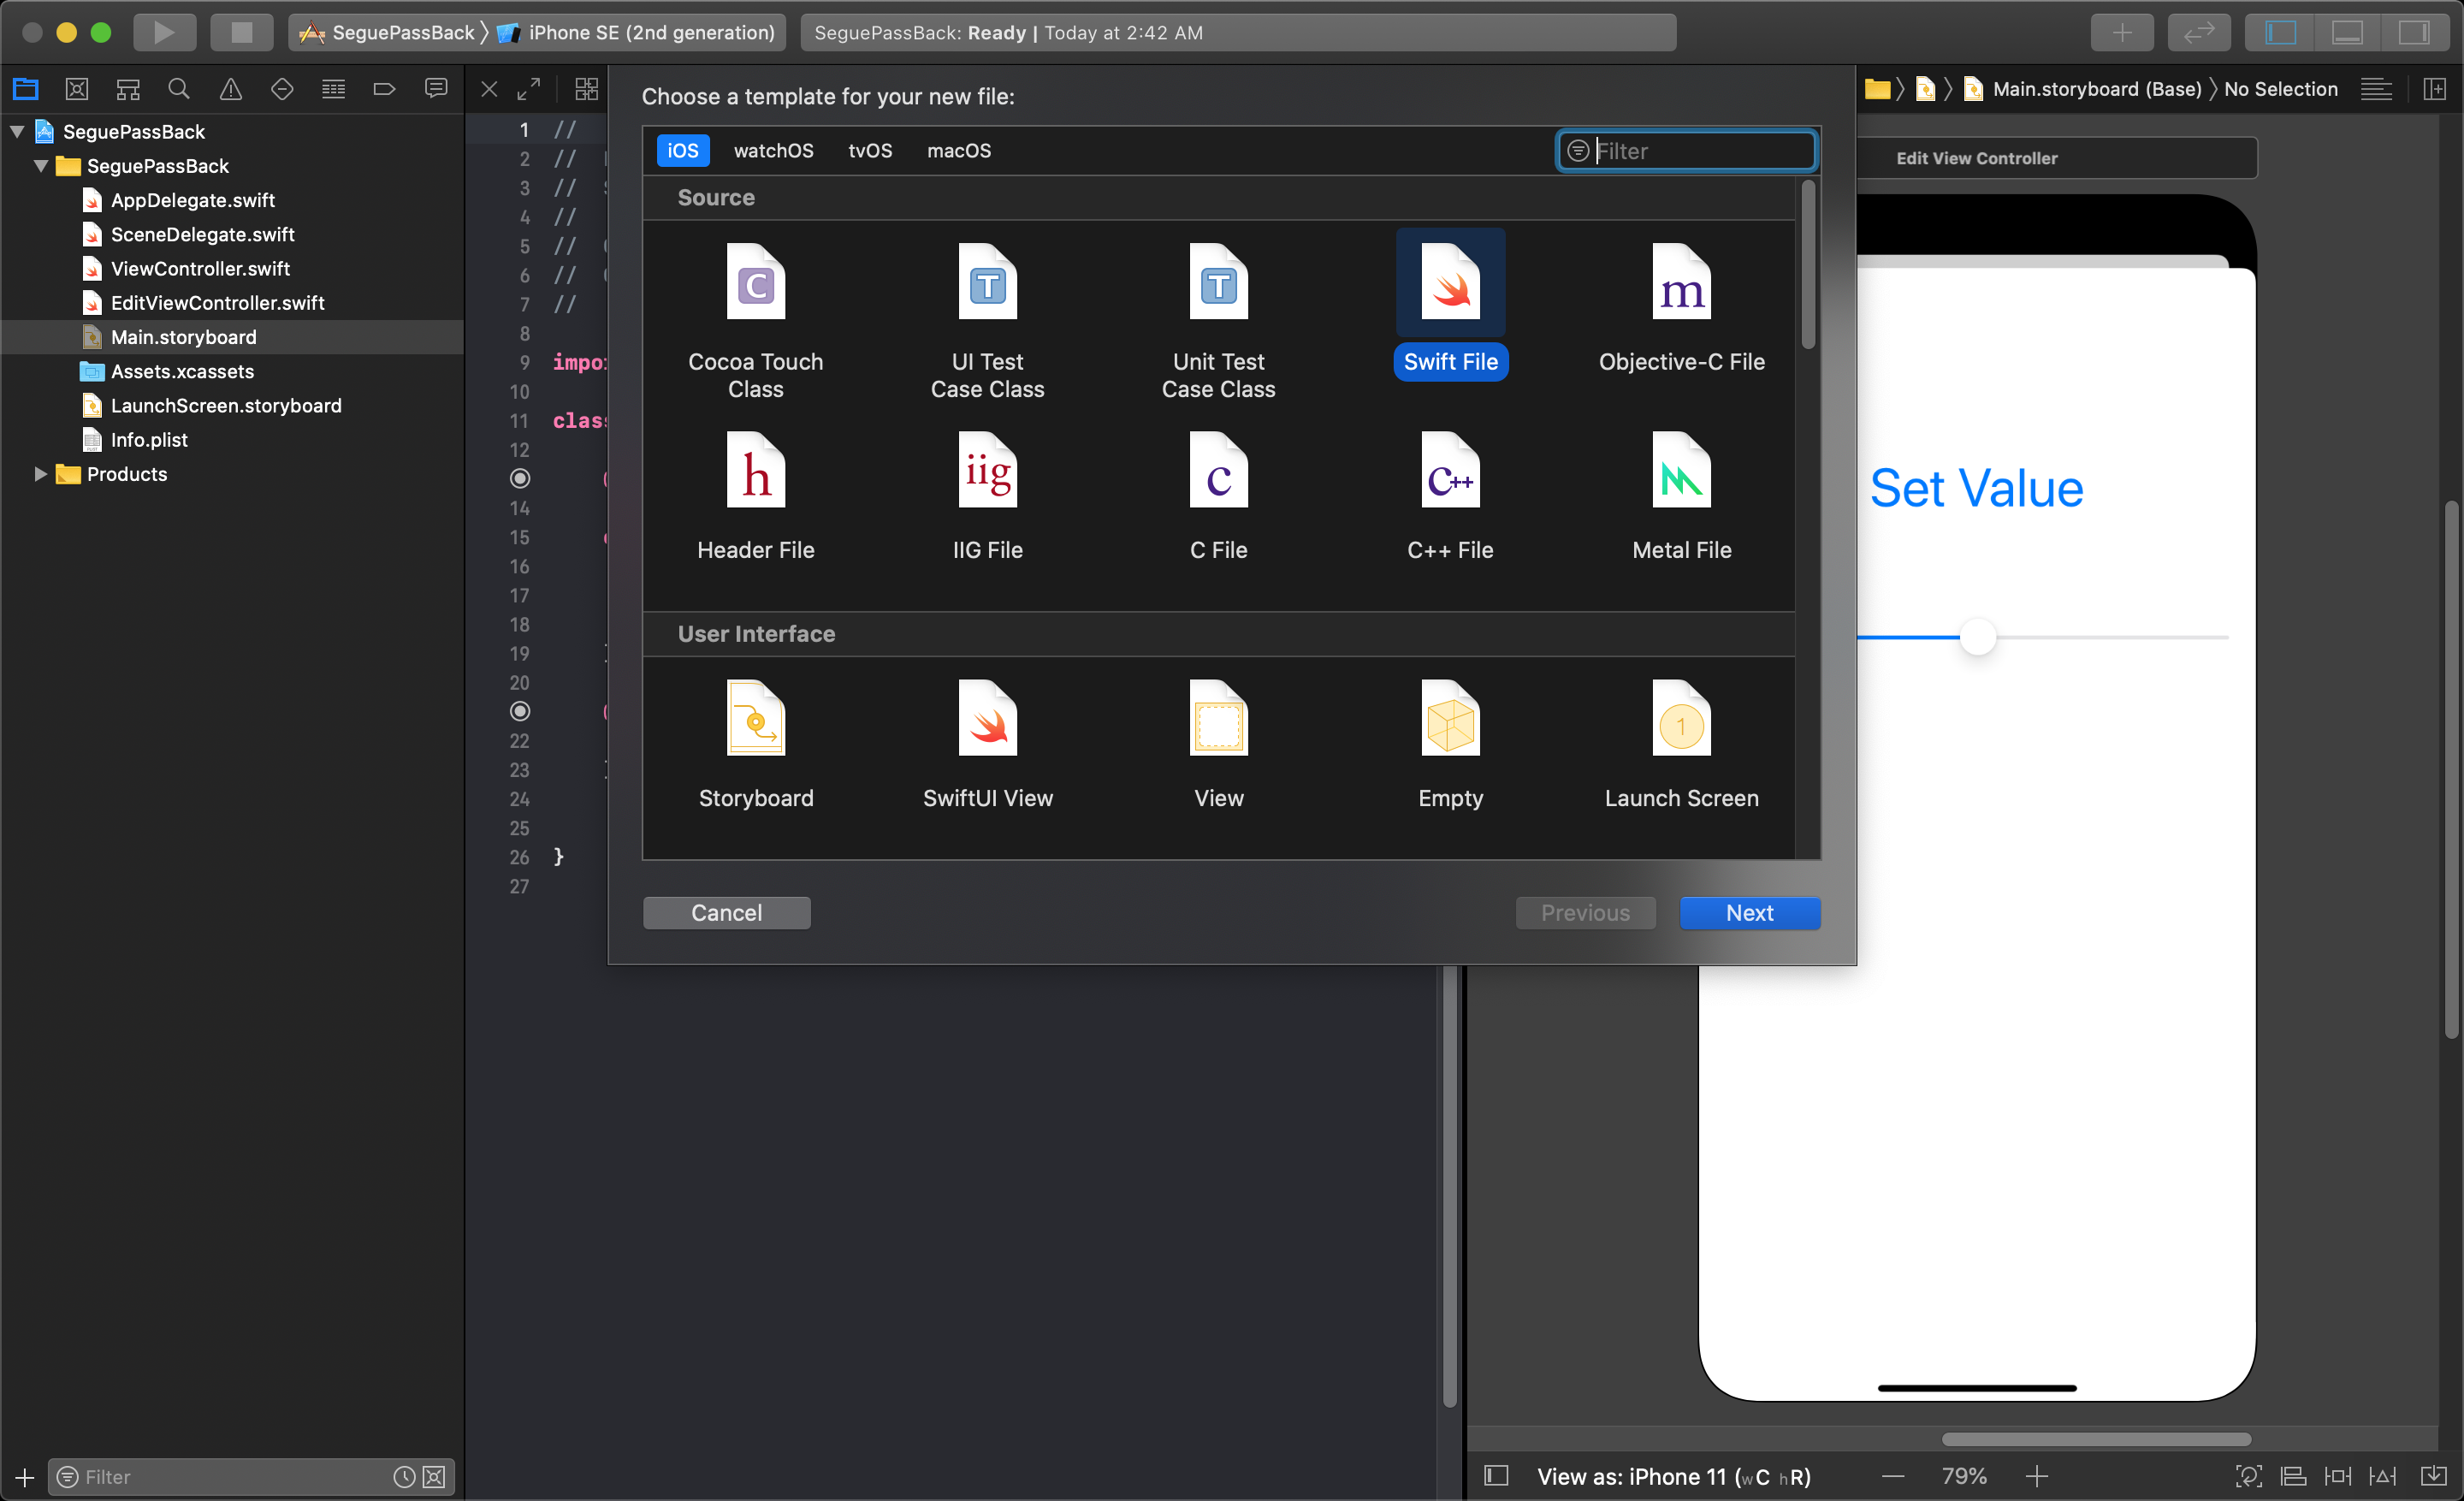 SeguePassBack 〉 iPhone SE (2nd generation)
SeguePassBack: Ready | Today at 2:42 AM
SeguePassBack
SeguePassBack
AppDelegate.swift
SceneDelegate.swift
ViewController.swift
EditViewController.swift
Main.storyboard
Assets.xcassets
LaunchScreen.storyboard
Info.plist
Products
Filter
1 //
2 //
3 //
4 //
5 //
6 //
7 //
8
9
10
11
12
14
15
16
17
18
19
20
22
23
24
25
26 }
27
Choose a template for your new file:
iOS watchOS tvOS macOS
Filter
Source
Cocoa Touch
Class
UI Test
Case Class
Unit Test
Case Class
Swift File
Objective-C File
Header File
IIG File
C File
C++ File
Metal File
User Interface
Storyboard
SwiftUI View
View
Empty
Launch Screen
Cancel
Previous
Next
Main.storyboard (Base) 〉 No Selection
Edit View Controller
Set Value
View as: iPhone 11 (wC hR)
79%